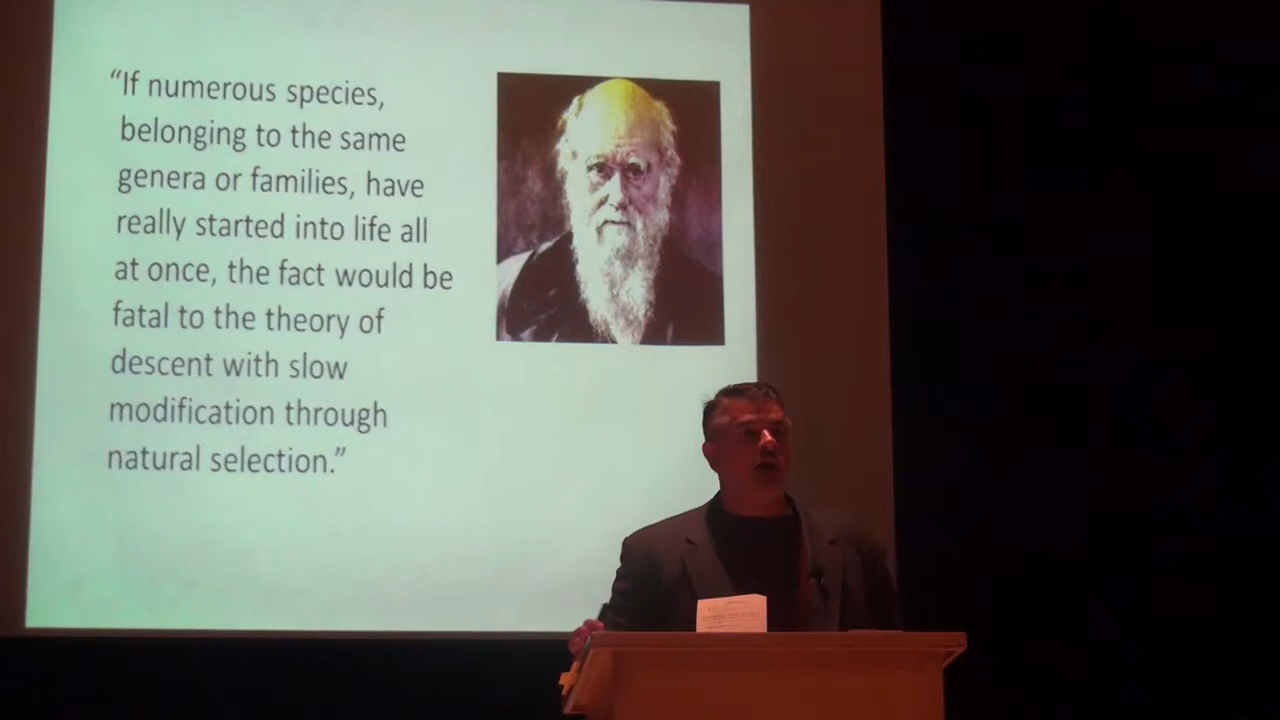 “If numerous species,
belonging to the same
genera or families, have
really started into life all
at once, the fact would be
fatal to the theory of
descent with slow
modification through
natural selection.”